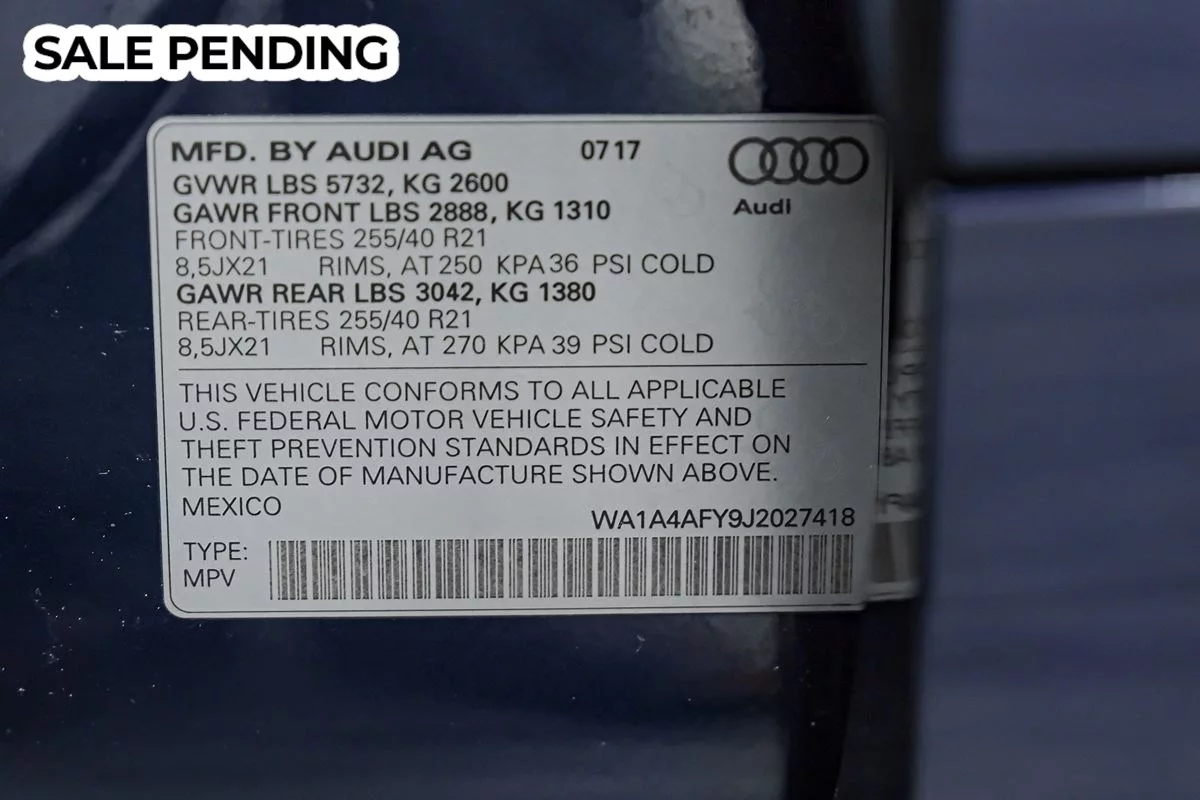 SALE PENDING
MFD. BY AUDI AG 0717
GVWR LBS 5732, KG 2600
GAWR FRONT LBS 2888, KG 1310
FRONT-TIRES 255/40 R21
8,5JX21 RIMS, AT 250 KPA 36 PSI COLD
GAWR REAR LBS 3042, KG 1380
REAR-TIRES 255/40 R21
8,5JX21 RIMS, AT 270 KPA 39 PSI COLD
Audi
THIS VEHICLE CONFORMS TO ALL APPLICABLE
U.S. FEDERAL MOTOR VEHICLE SAFETY AND
THEFT PREVENTION STANDARDS IN EFFECT ON
THE DATE OF MANUFACTURE SHOWN ABOVE.
MEXICO
WA1A4AFY9J2027418
TYPE:
MPV